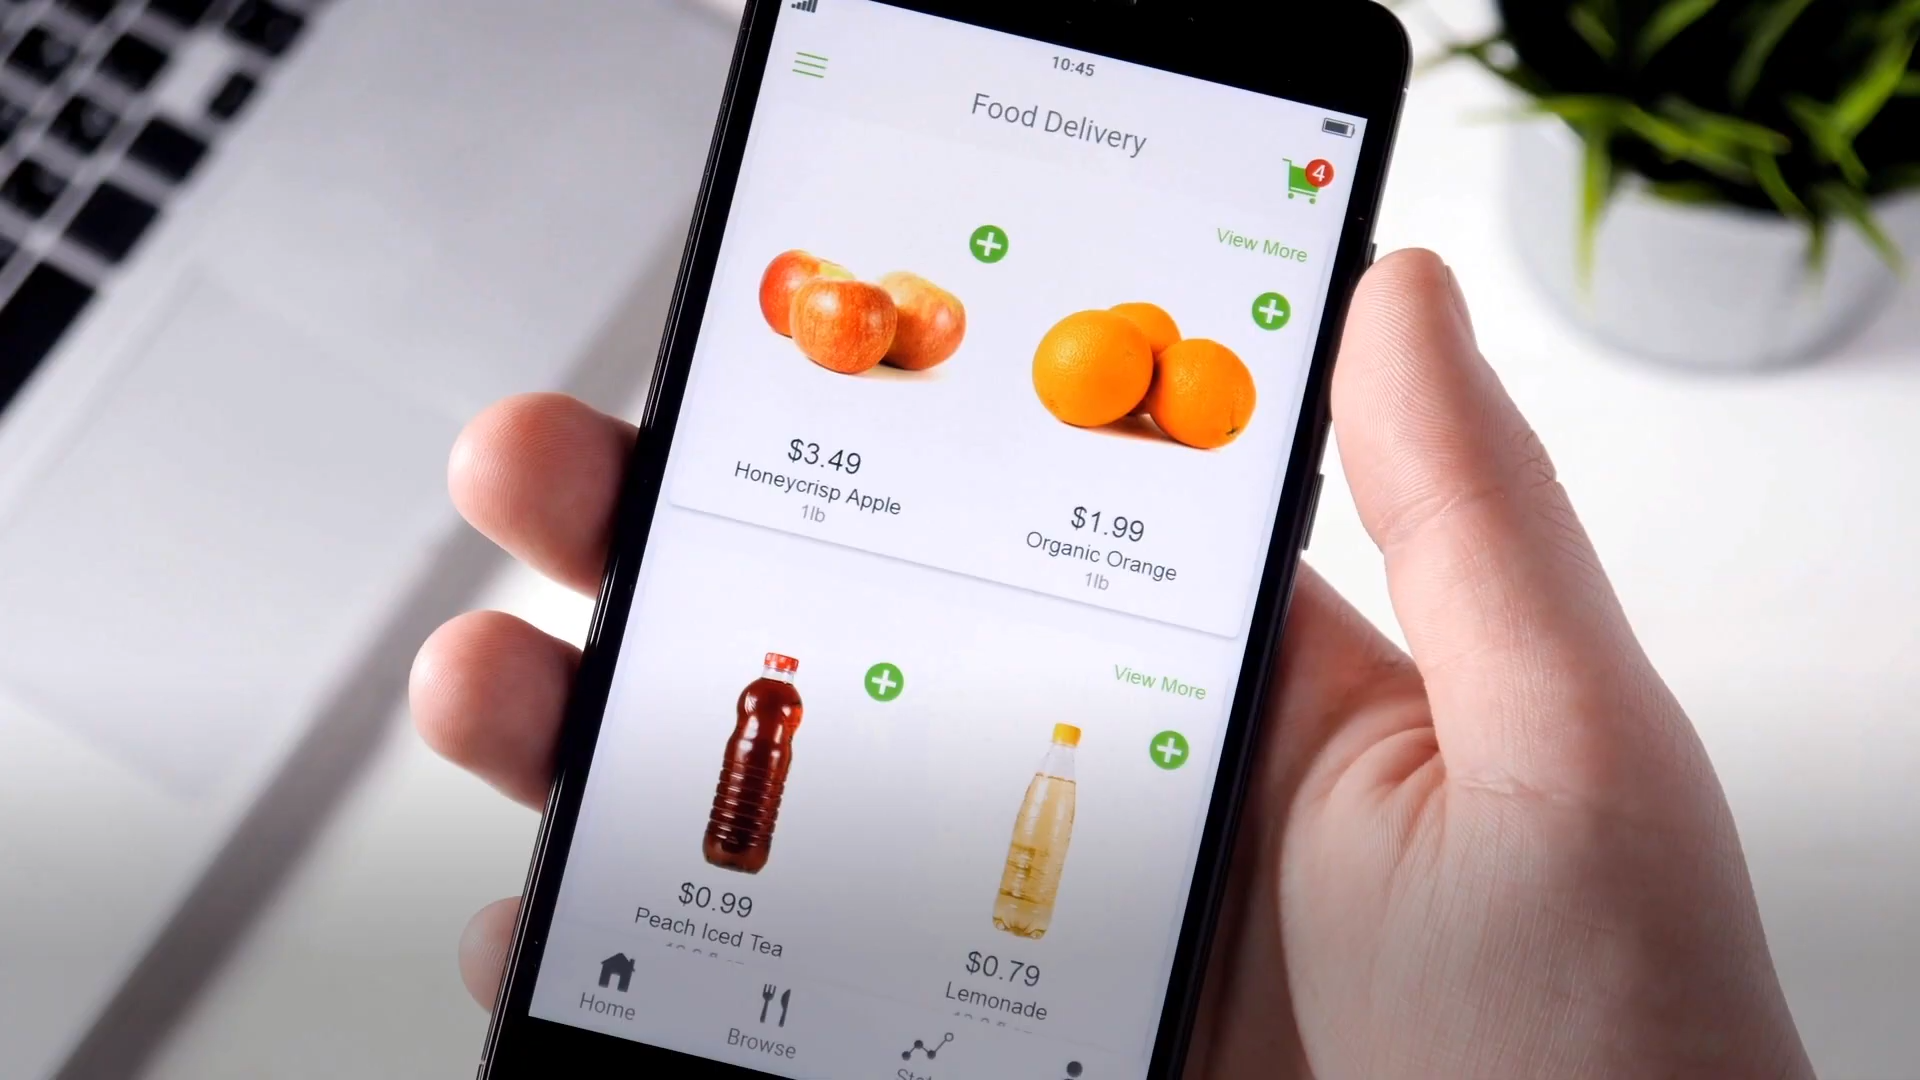 10:45
Food Delivery
4
View More
$3.49
Honeycrisp Apple
1lb
$1.99
Organic Orange
1lb
View More
$0.99
Peach Iced Tea
$0.79
Lemonade
Home
Browse